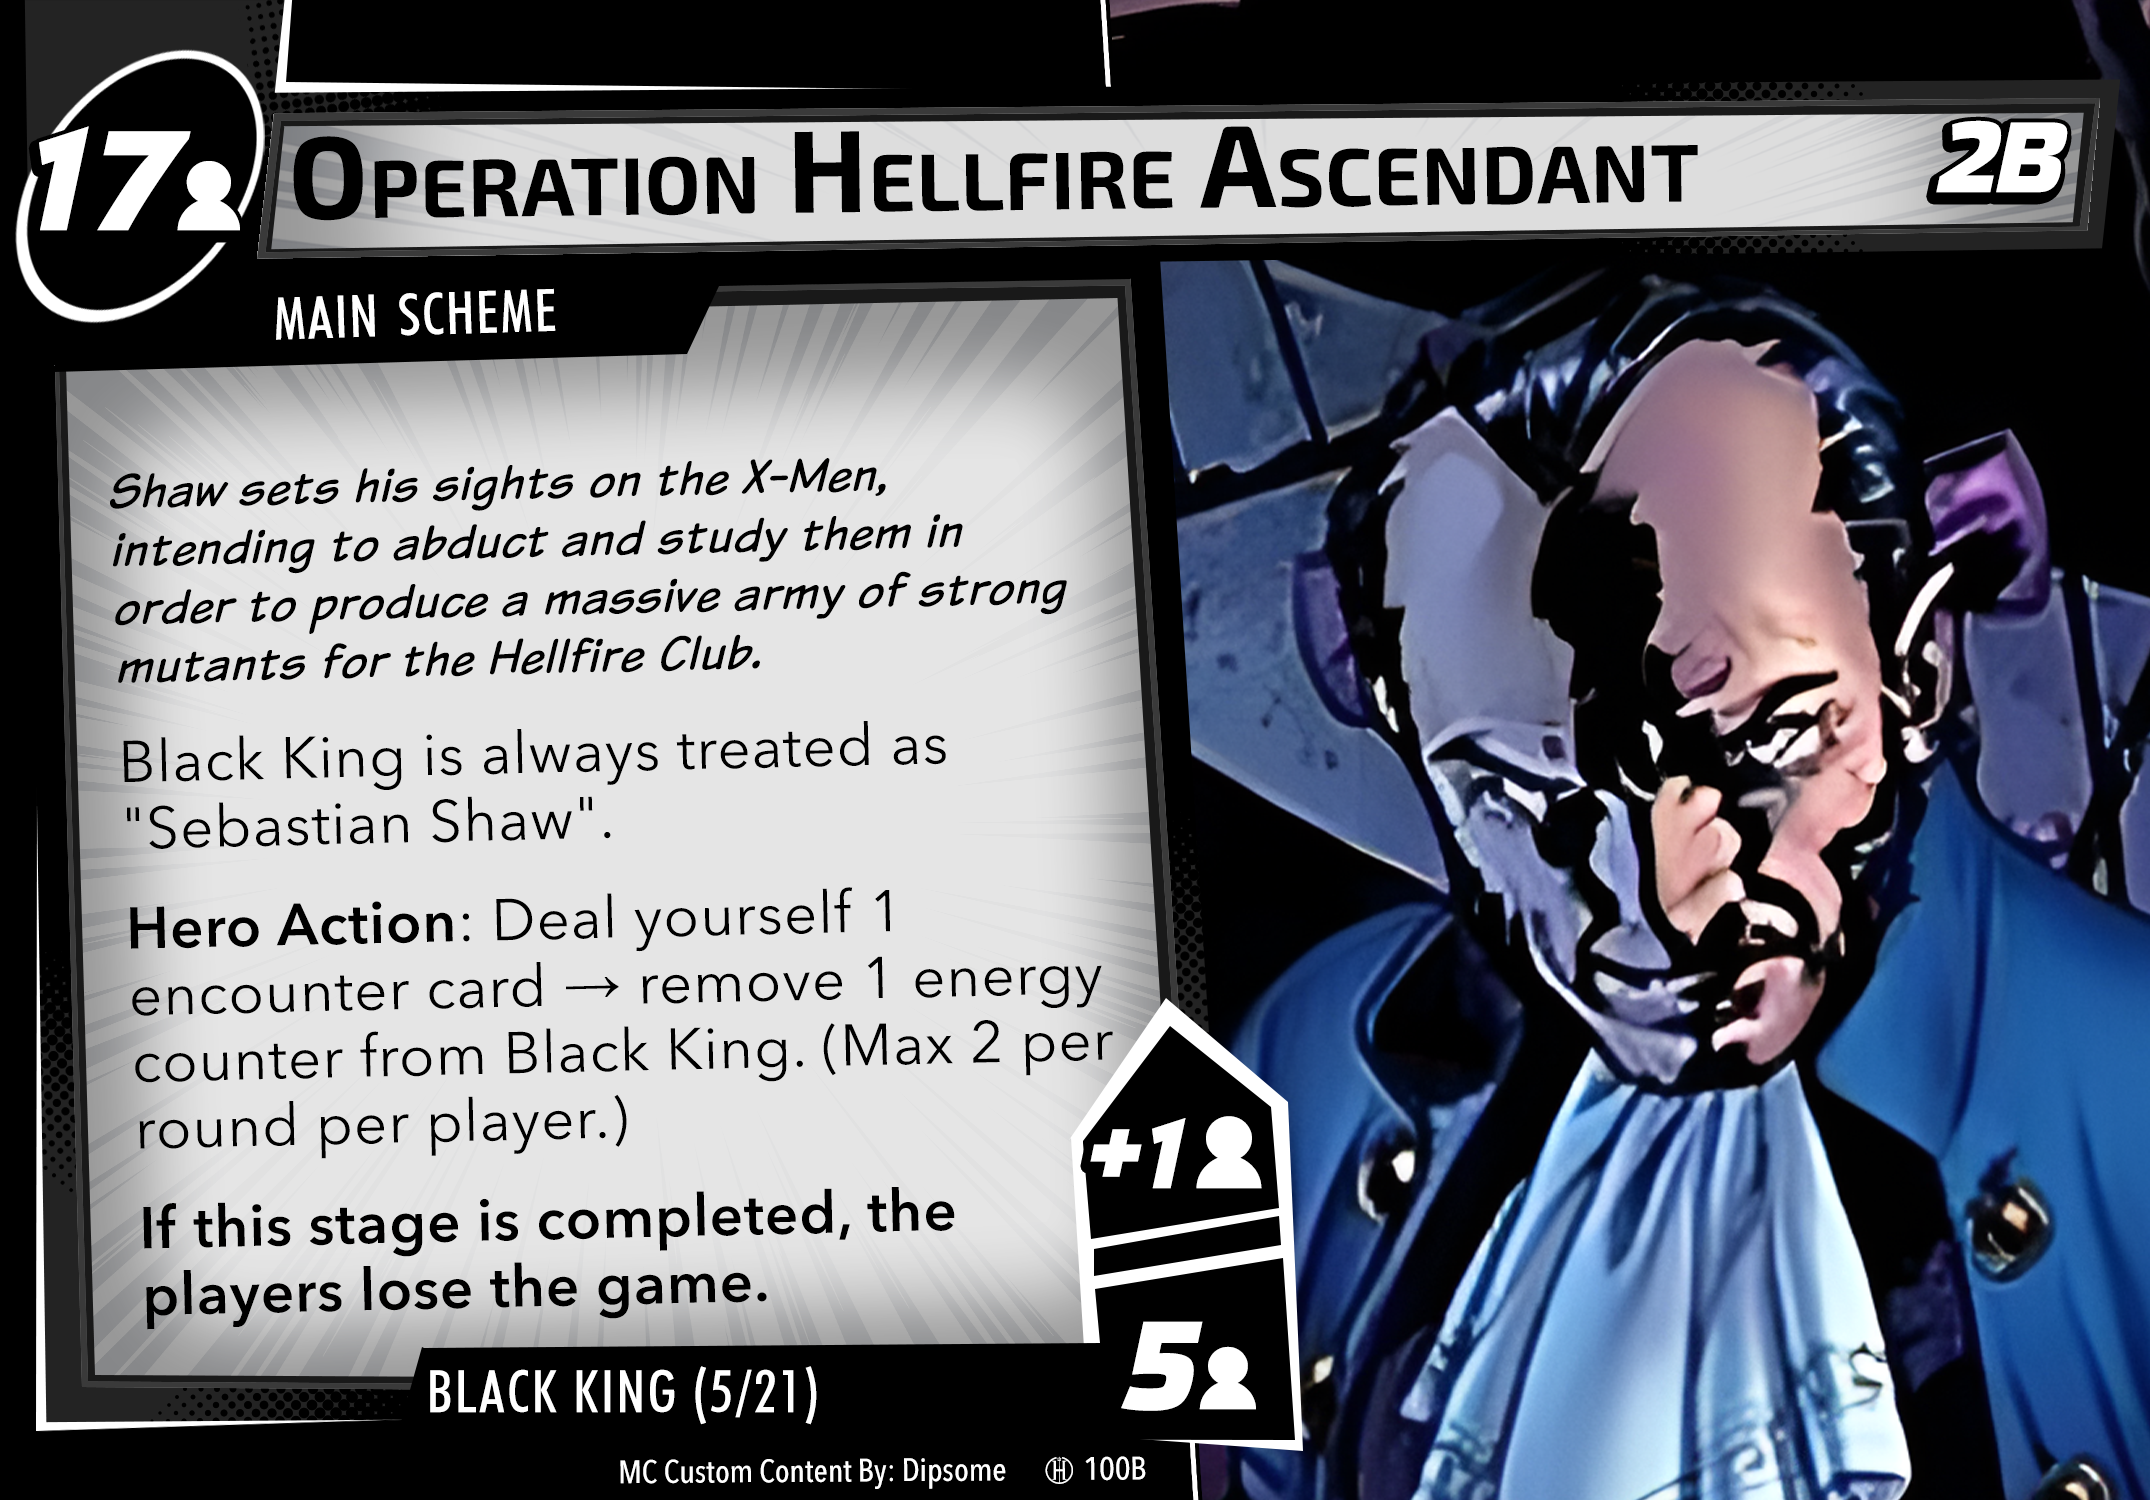 17
OPERATION HELLFIRE ASCENDANT
2B
MAIN SCHEME
Shaw sets his sights on the X-Men,
intending to abduct and study them in
order to produce a massive army of strong
mutants for the Hellfire Club.
Black King is always treated as
"Sebastian Shaw".
Hero Action: Deal yourself 1
encounter card → remove 1 energy
counter from Black King. (Max 2 per
round per player.)
If this stage is completed, the
players lose the game.
+1
5
BLACK KING (5/21)
MC Custom Content By: Dipsome
H 100B